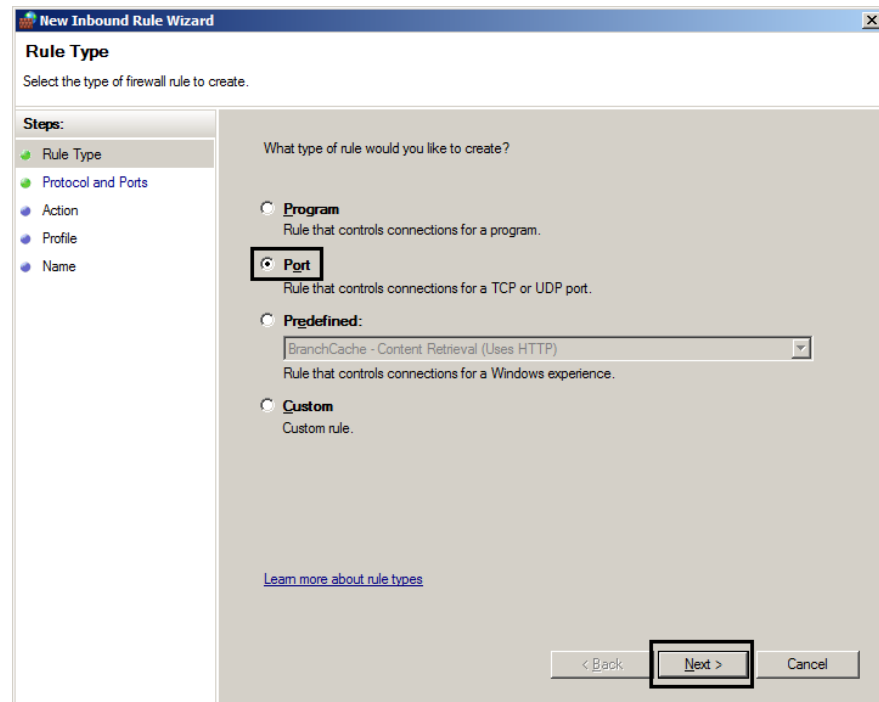 New Inbound Rule Wizard
Rule Type
Select the type of firewall rule to create.
Steps:
Rule Type
Protocol and Ports
Action
Profile
Name
What type of rule would you like to create?
Program
Rule that controls connections for a program.
Port
Rule that controls connections for a TCP or UDP port.
Predefined:
BranchCache - Content Retrieval (Uses HTTP)
Rule that controls connections for a Windows experience.
Custom
Custom rule.
Learn more about rule types
< Back Next > Cancel